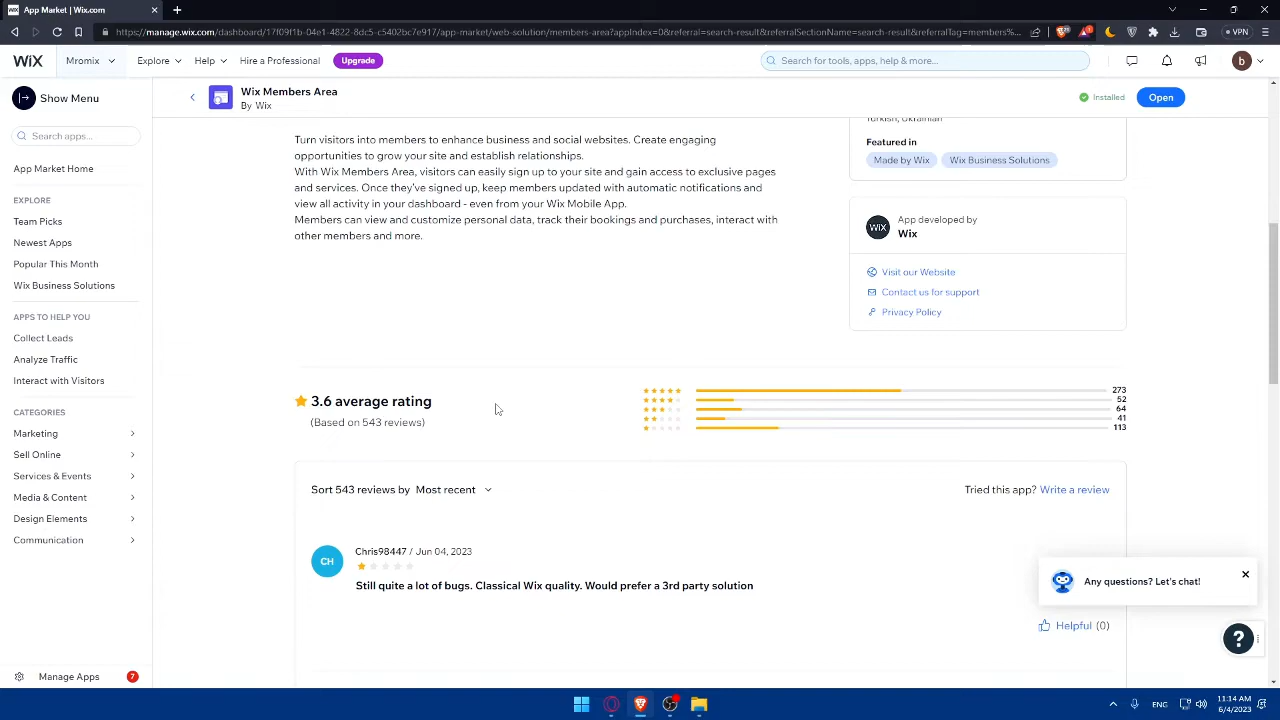 App Market | Wix.com
https://manage.wix.com/dashboard/17f09f1b-04e1-4822-8dc5-c5402bc7e917/app-market/web-solution/members-area?appIndex=0&referral=search-result&referralSectionName=search-result&referralTag=members%...
VPN
WiX
Mromix
Explore
Help
Hire a Professional
Upgrade
Search for tools, apps, help & more...
b
Show Menu
Wix Members Area
By Wix
Installed
Open
Search apps...
App Market Home
EXPLORE
Team Picks
Newest Apps
Popular This Month
Wix Business Solutions
APPS TO HELP YOU
Collect Leads
Analyze Traffic
Interact with Visitors
CATEGORIES
Marketing
Sell Online
Services & Events
Media & Content
Design Elements
Communication
Manage Apps
7
Turn visitors into members to enhance business and social websites. Create engaging
opportunities to grow your site and establish relationships.
With Wix Members Area, visitors can easily sign up to your site and gain access to exclusive pages
and services. Once they've signed up, keep members updated with automatic notifications and
view all activity in your dashboard - even from your Wix Mobile App.
Members can view and customize personal data, track their bookings and purchases, interact with
other members and more.
Turkish, Ukrainian
Featured in
Made by Wix
Wix Business Solutions
WiX
App developed by
Wix
Visit our Website
Contact us for support
Privacy Policy
3.6 average rating
(Based on 543 reviews)
273
52
64
41
113
Sort 543 reviews by Most recent
Tried this app? Write a review
CH
Chris98447 / Jun 04, 2023
Still quite a lot of bugs. Classical Wix quality. Would prefer a 3rd party solution
Helpful (0)
Any questions? Let's chat!
?
ENG
11:14 AM
6/4/2023